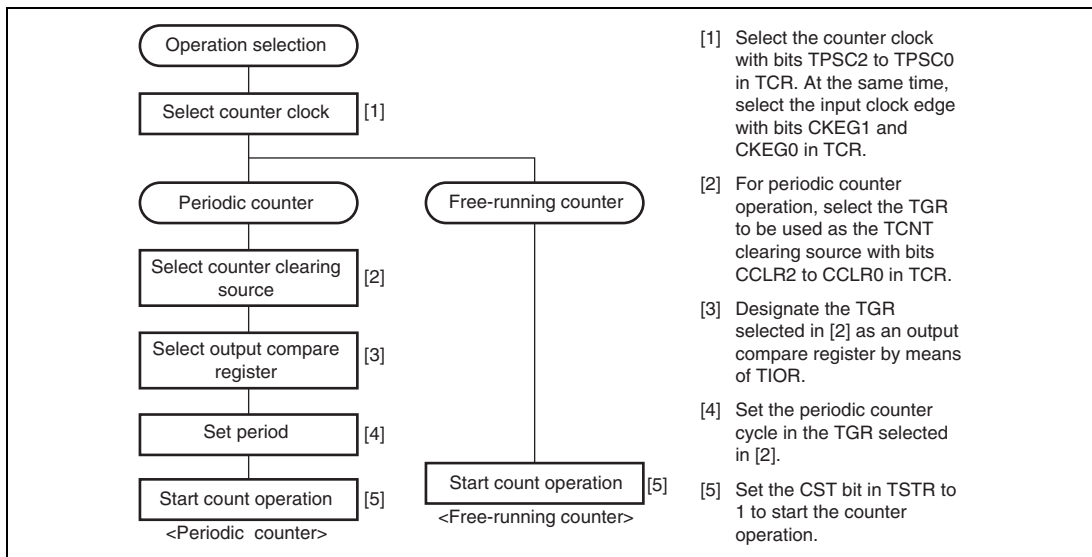 Operation selection
Select counter clock
[1]
Periodic counter
Free-running counter
Select counter clearing
source
[2]
Select output compare
register
[3]
Set period
[4]
Start count operation
[5]
<Periodic counter>
Start count operation
[5]
<Free-running counter>
[1] Select the counter clock
with bits TPSC2 to TPSC0
in TCR. At the same time,
select the input clock edge
with bits CKEG1 and
CKEG0 in TCR.
[2] For periodic counter
operation, select the TGR
to be used as the TCNT
clearing source with bits
CCLR2 to CCLR0 in TCR.
[3] Designate the TGR
selected in [2] as an output
compare register by means
of TIOR.
[4] Set the periodic counter
cycle in the TGR selected
in [2].
[5] Set the CST bit in TSTR to
1 to start the counter
operation.